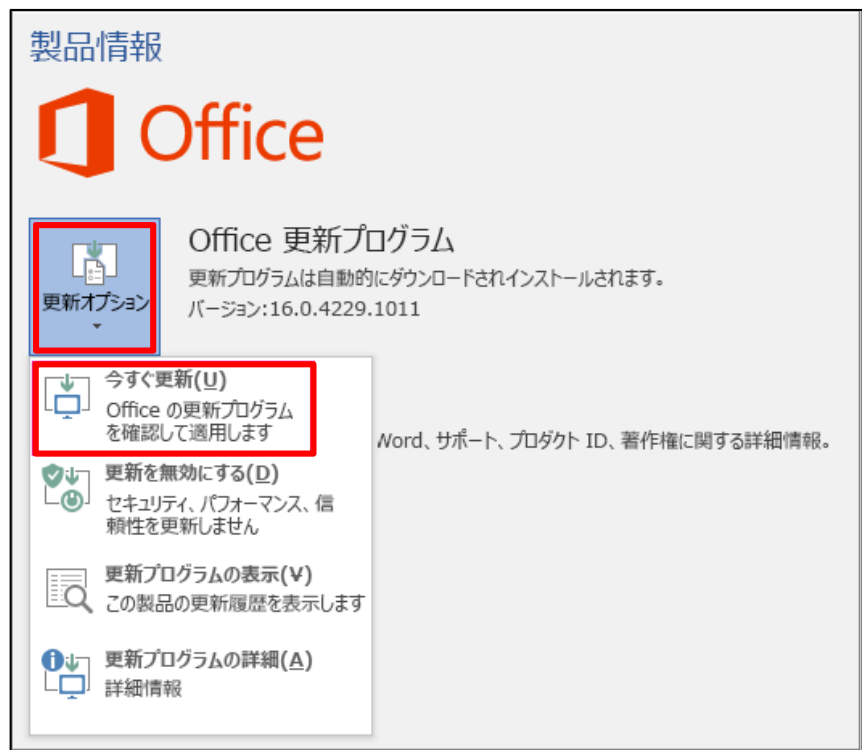 製品情報
Office
更新オプション
Office 更新プログラム
更新プログラムは自動的にダウンロードされインストールされます。
バージョン:16.0.4229.1011
今すぐ更新(U)
Office の更新プログラム
を確認して適用します
Word、サポート、プロダクト ID、著作権に関する詳細情報。
更新を無効にする(D)
セキュリティ、パフォーマンス、信
頼性を更新しません
更新プログラムの表示(¥)
この製品の更新履歴を表示します
更新プログラムの詳細(A)
詳細情報